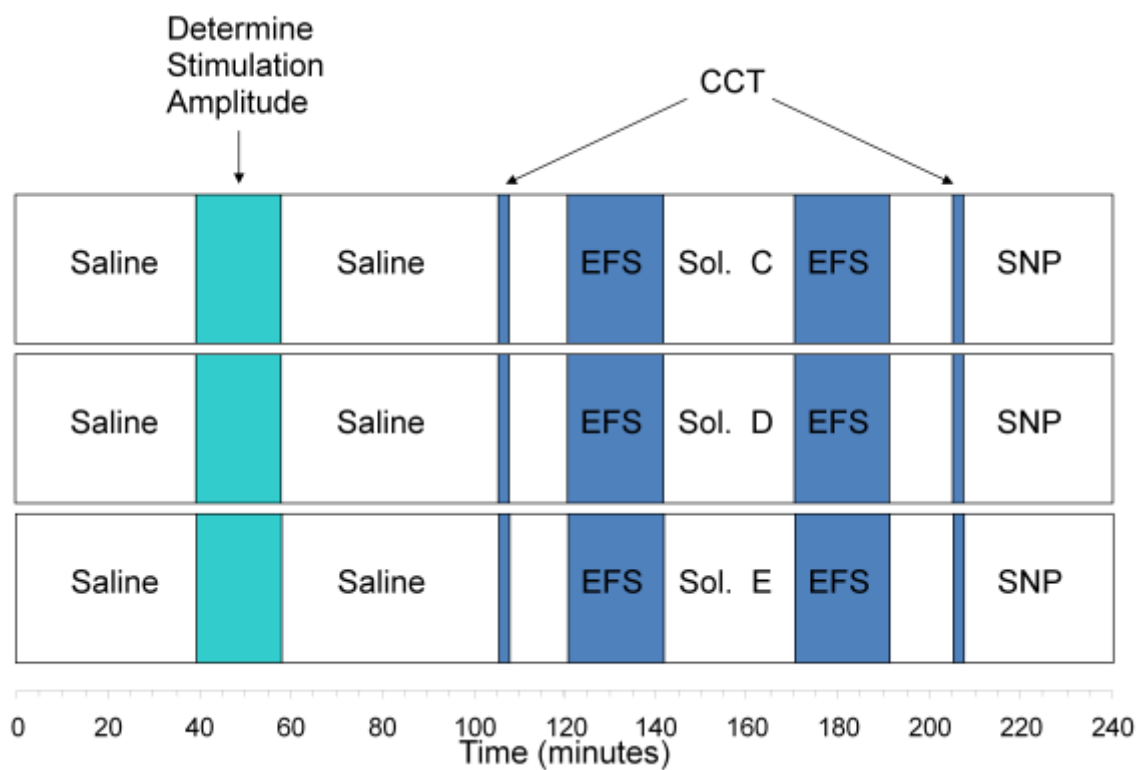 Determine
Stimulation
Amplitude
CCT
Saline Saline EFS Sol. C EFS SNP
Saline Saline EFS Sol. D EFS SNP
Saline Saline EFS Sol. E EFS SNP
0 20 40 60 80 100 120 140 160 180 200 220 240
Time (minutes)